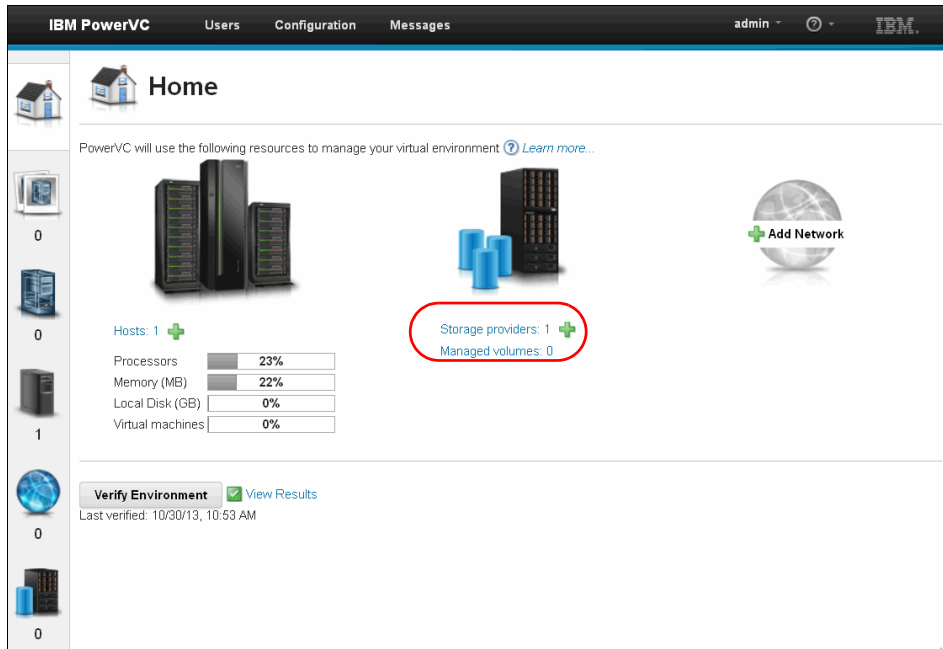 IBM PowerVC Users Configuration Messages admin ? IBM.
Home
PowerVC will use the following resources to manage your virtual environment ? Learn more...
Add Network
0
Hosts: 1
Storage providers: 1
Managed volumes: 0
0
Processors 23%
Memory (MB) 22%
Local Disk (GB) 0%
Virtual machines 0%
1
Verify Environment View Results
Last verified: 10/30/13, 10:53 AM
0
0